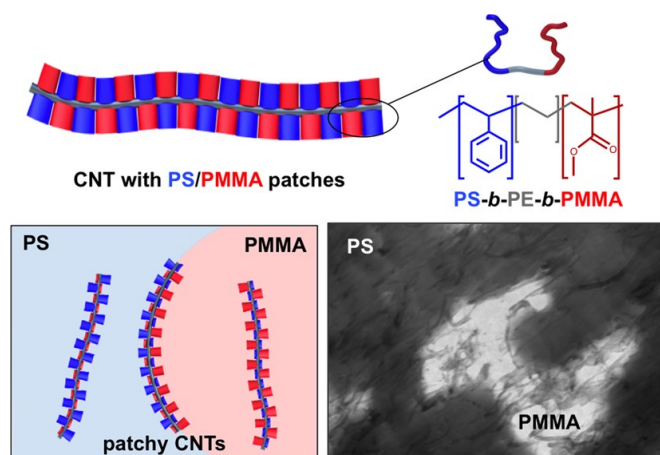 CNT with PS/PMMA patches
O
O
PS-b-PE-b-PMMA
PS
PMMA
patchy CNTs
PS
PMMA